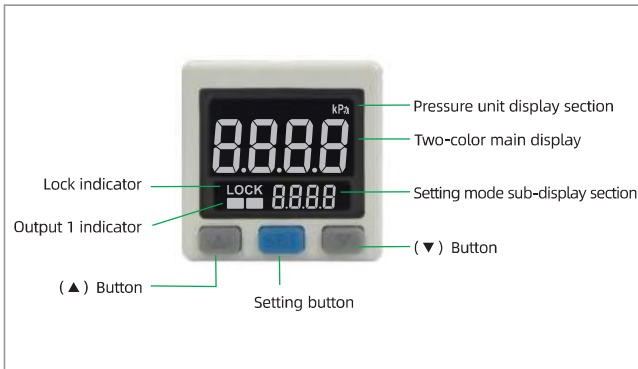 kPa
8.8.8.8
LOCK
8.8.8.8
Pressure unit display section
Two-color main display
Lock indicator
Setting mode sub-display section
Output 1 indicator
▲
SET
▼
(▼) Button
(▲) Button
Setting button